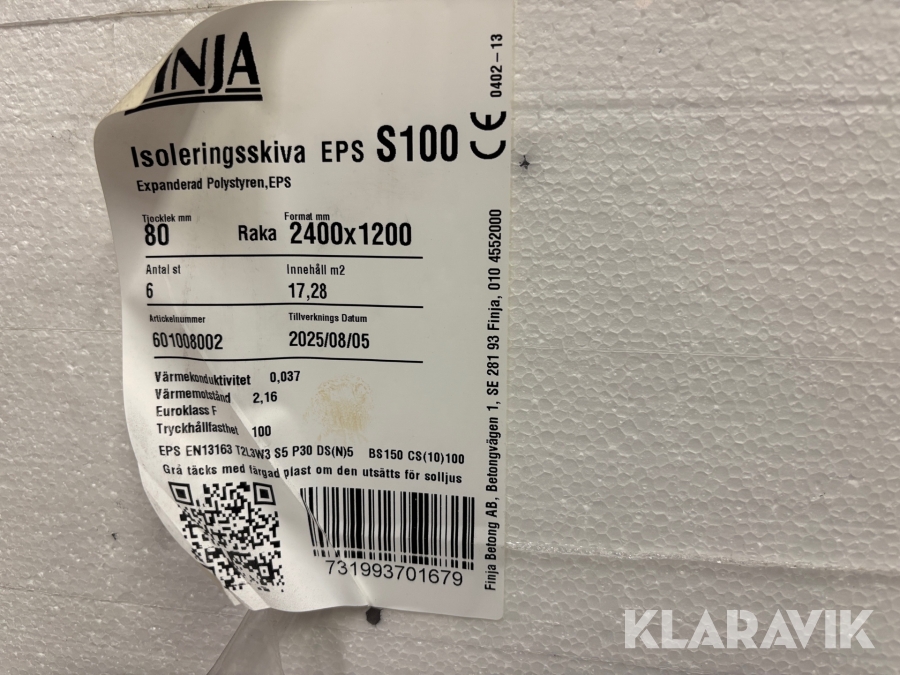 INJA
Isoleringsskiva EPS S100
Expanderad Polystyren,EPS
Tjocklek mm Format mm
80 Raka 2400x1200
Antal st Innehåll m2
6 17,28
Artickelnummer Tillverknings Datum
601008002 2025/08/05
Värmekonduktivitet 0,037
Värmemotstånd 2,16
Euroklass F
Tryckhållfasthet 100
EPS EN13163 T2L3W3 S5 P30 DS(N)5 BS150 CS(10)100
Grå täcks med färgad plast om den utsätts för solljus
731993701679
Finja Betong AB, Betongvägen 1, SE 281 93 Finja, 010 4552000
CE 0402-13
KLARAVIK